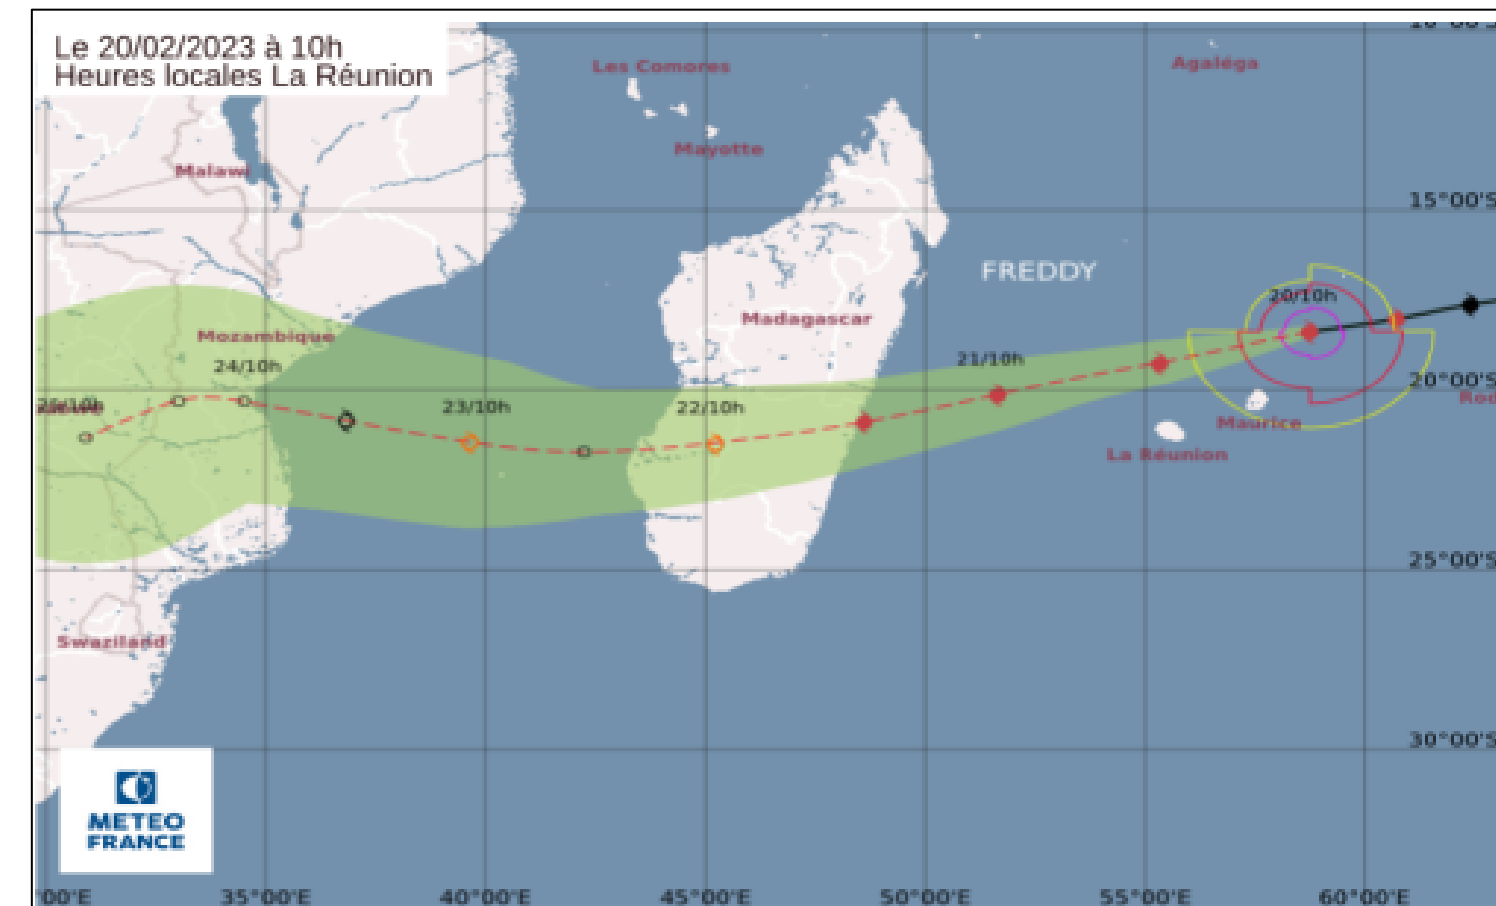 Le 20/02/2023 à 10h
Heures locales La Réunion
Les Comores
Agaléga
Mayotte
Malawi
15°00'S
FREDDY
20/10h
Madagascar
Mozambique
21/10h
24/10h
20°00'S
23/10h
22/10h
Rod
Maurice
La Réunion
25°00'S
Swaziland
30°00'S
METEO
FRANCE
00'E
35°00'E
40°00'E
45°00'E
50°00'E
55°00'E
60°00'E